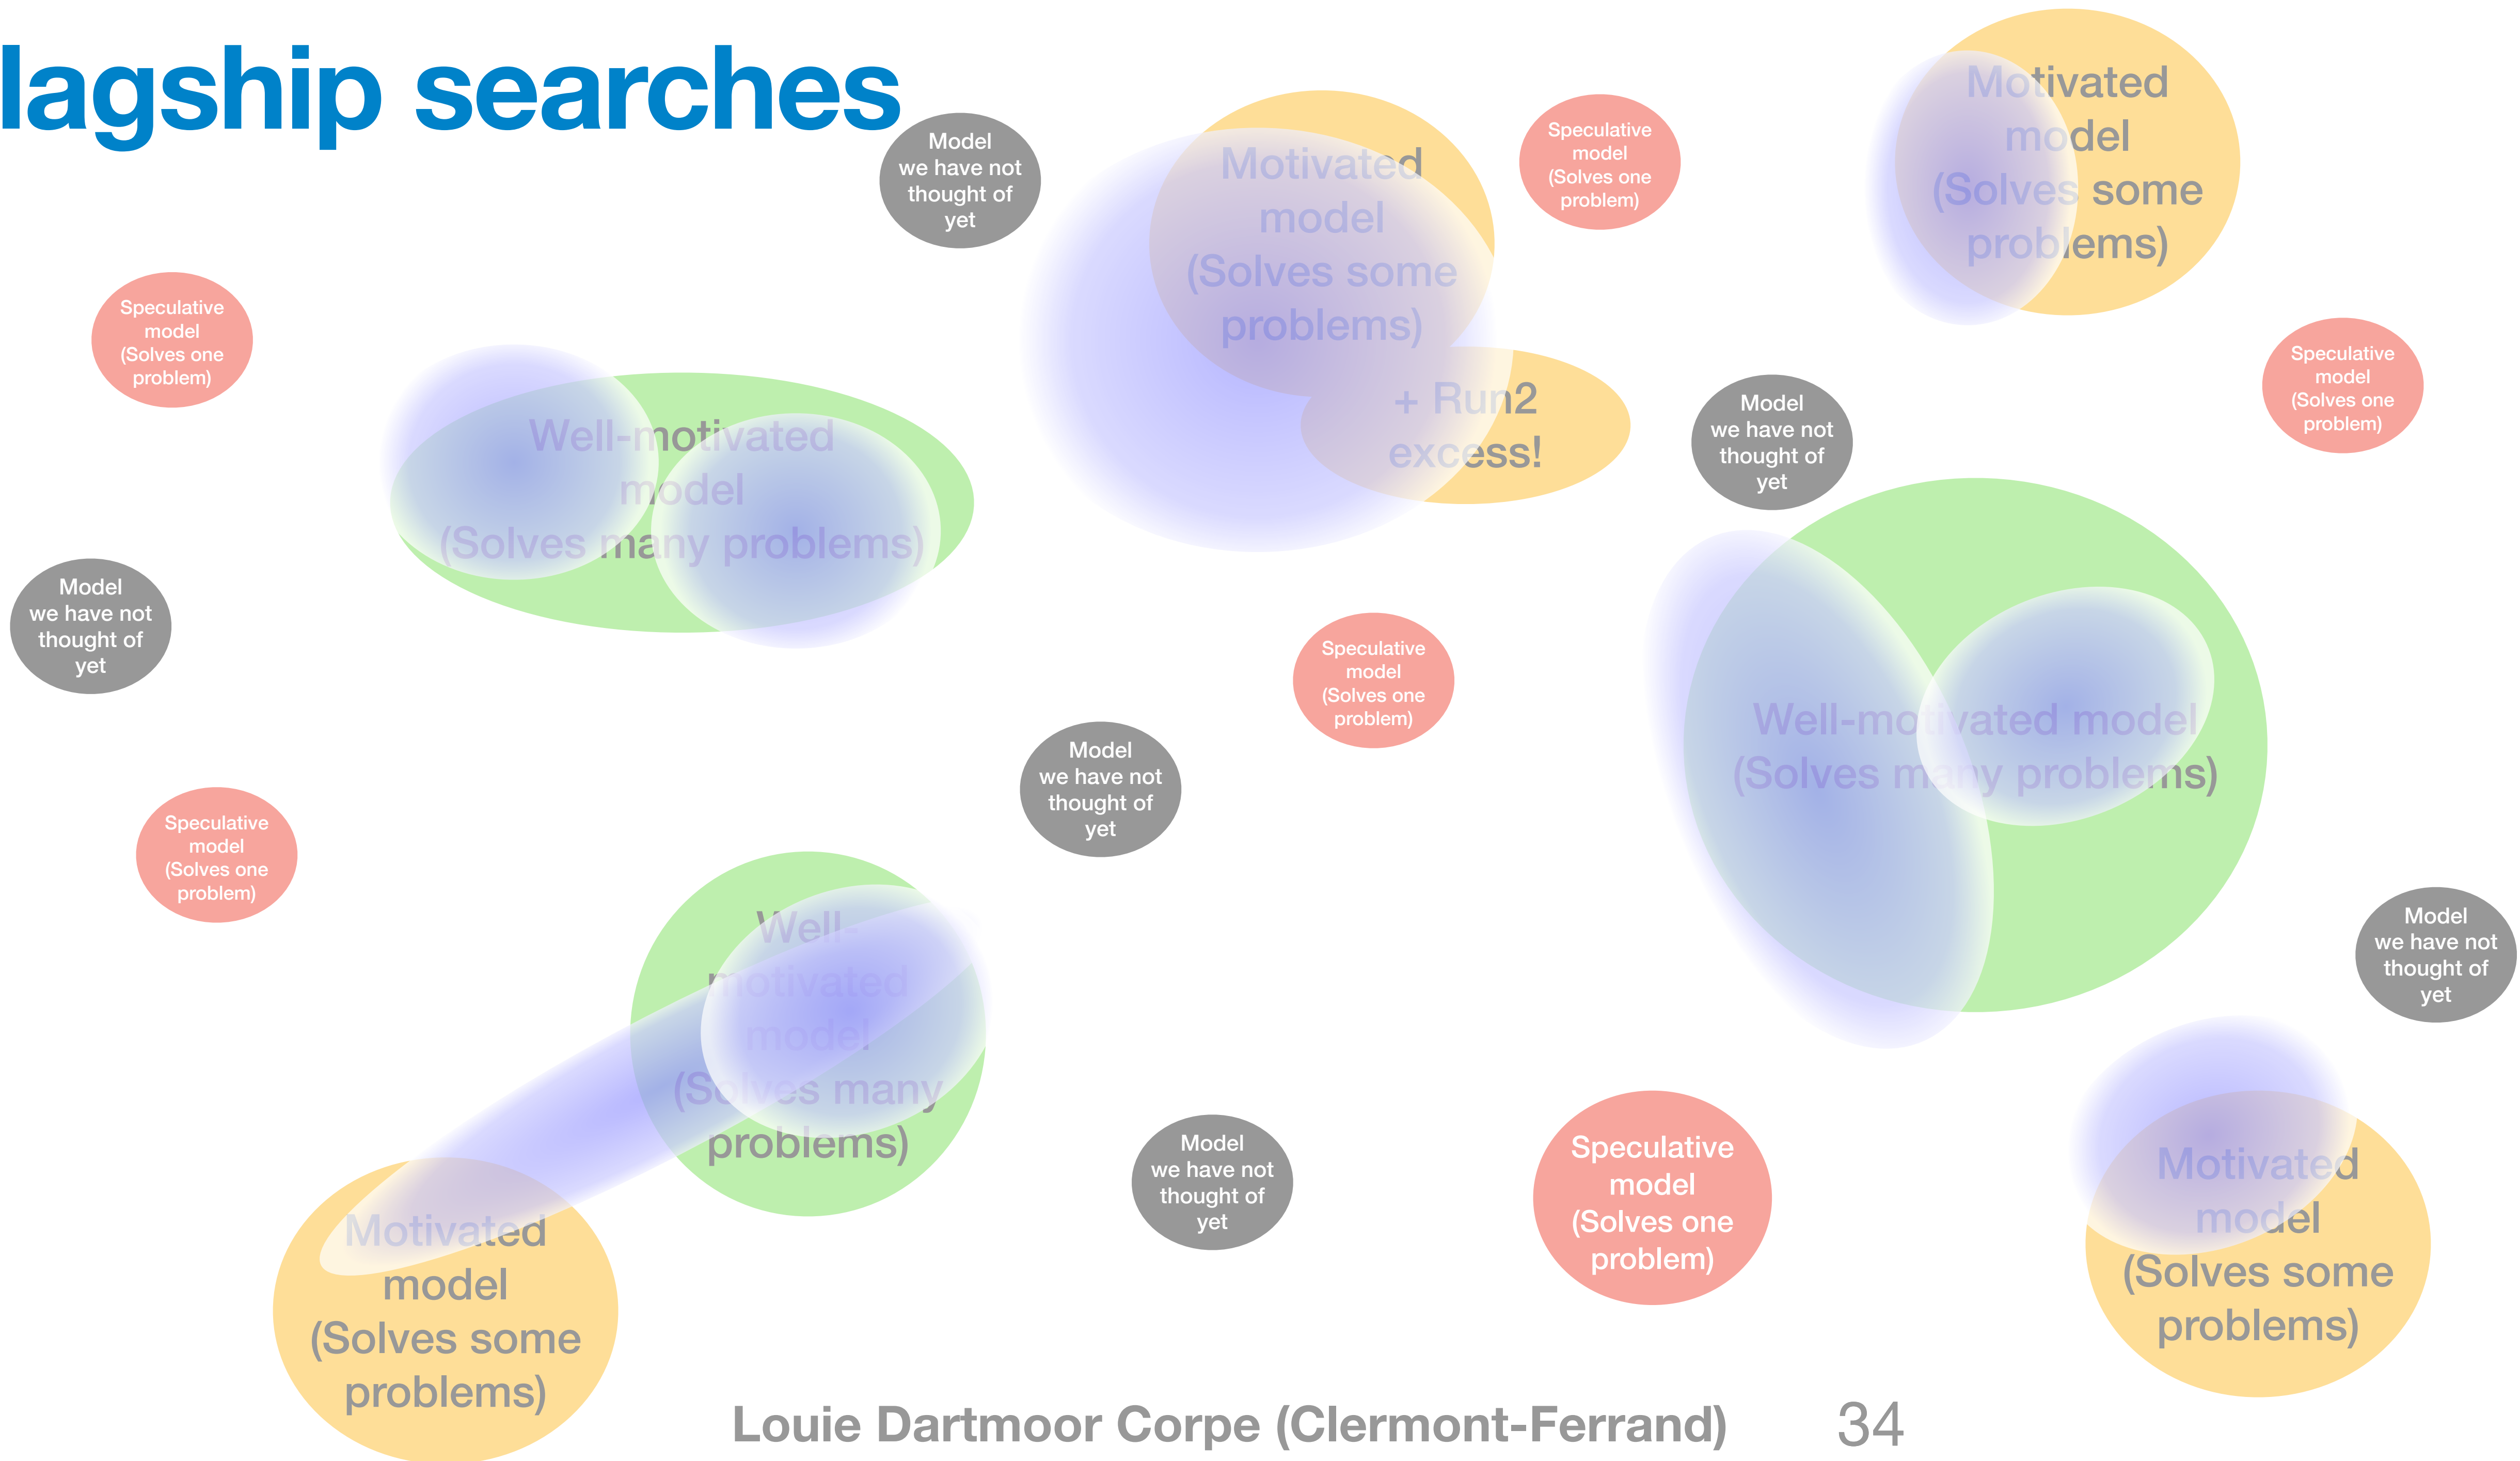 lagship searches
Model
we have not
thought of
yet
Motivated
model
(Solves some
problems)
+ Run2
excess!
Speculative
model
(Solves one
problem)
Motivated
model
(Solves some
problems)
Speculative
model
(Solves one
problem)
Well-motivated
model
(Solves many problems)
Model
we have not
thought of
yet
Speculative
model
(Solves one
problem)
Model
we have not
thought of
yet
Speculative
model
(Solves one
problem)
Well-motivated model
(Solves many problems)
Model
we have not
thought of
yet
Speculative
model
(Solves one
problem)
Well-
motivated
model
(Solves many
problems)
Model
we have not
thought of
yet
Model
we have not
thought of
yet
Speculative
model
(Solves one
problem)
Motivated
model
(Solves some
problems)
Motivated
model
(Solves some
problems)
Louie Dartmoor Corpe (Clermont-Ferrand)
34